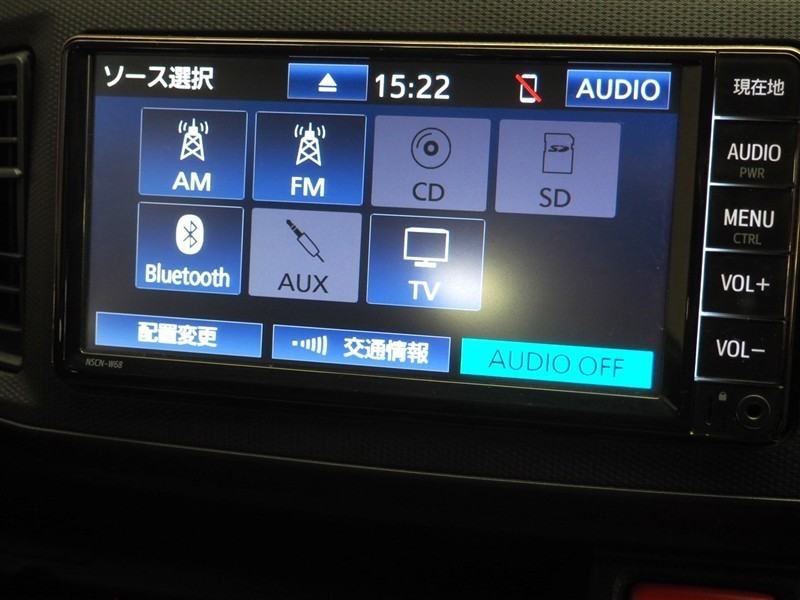 ソース選択
15:22
AUDIO
現在地
AM
FM
CD
SD
SD
AUDIO
PWR
Bluetooth
AUX
TV
MENU
CTRL
VOL+
配置変更
交通情報
AUDIO OFF
VOL-
NSCN-W68